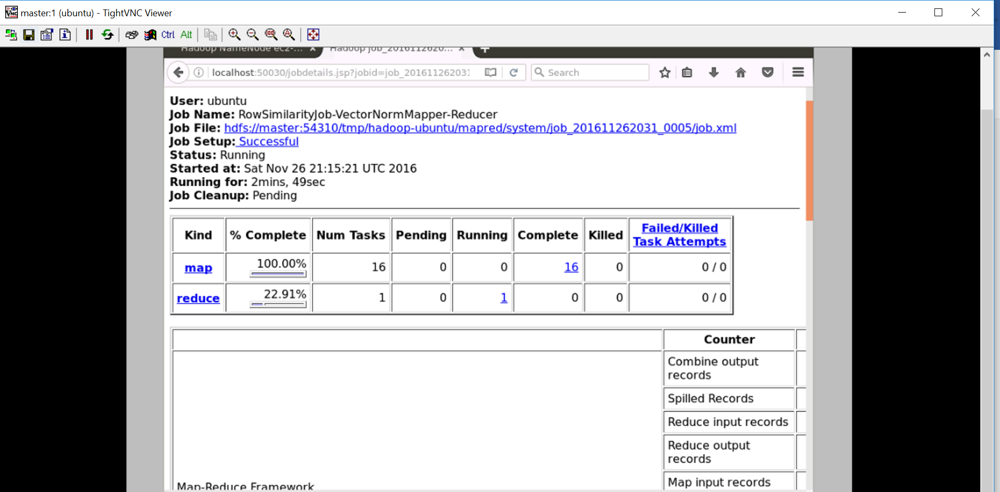 master:1 (ubuntu) - TightVNC Viewer
Ctrl Alt
Hadoop NameNode ec2-... × Hadoop job_2016112620... × +
localhost:50030/jobdetails.jsp?jobid=job_201611262031 Search
User: ubuntu
Job Name: RowSimilarityJob-VectorNormMapper-Reducer
Job File: hdfs://master:54310/tmp/hadoop-ubuntu/mapred/system/job_201611262031_0005/job.xml
Job Setup: Successful
Status: Running
Started at: Sat Nov 26 21:15:21 UTC 2016
Running for: 2mins, 49sec
Job Cleanup: Pending
Kind % Complete Num Tasks Pending Running Complete Killed Failed/Killed
Task Attempts
map 100.00% 16 0 0 16 0 0 / 0
reduce 22.91% 1 0 1 0 0 0 / 0
Counter
Combine output
records
Spilled Records
Reduce input records
Reduce output
records
Map-Reduce Framework Map input records